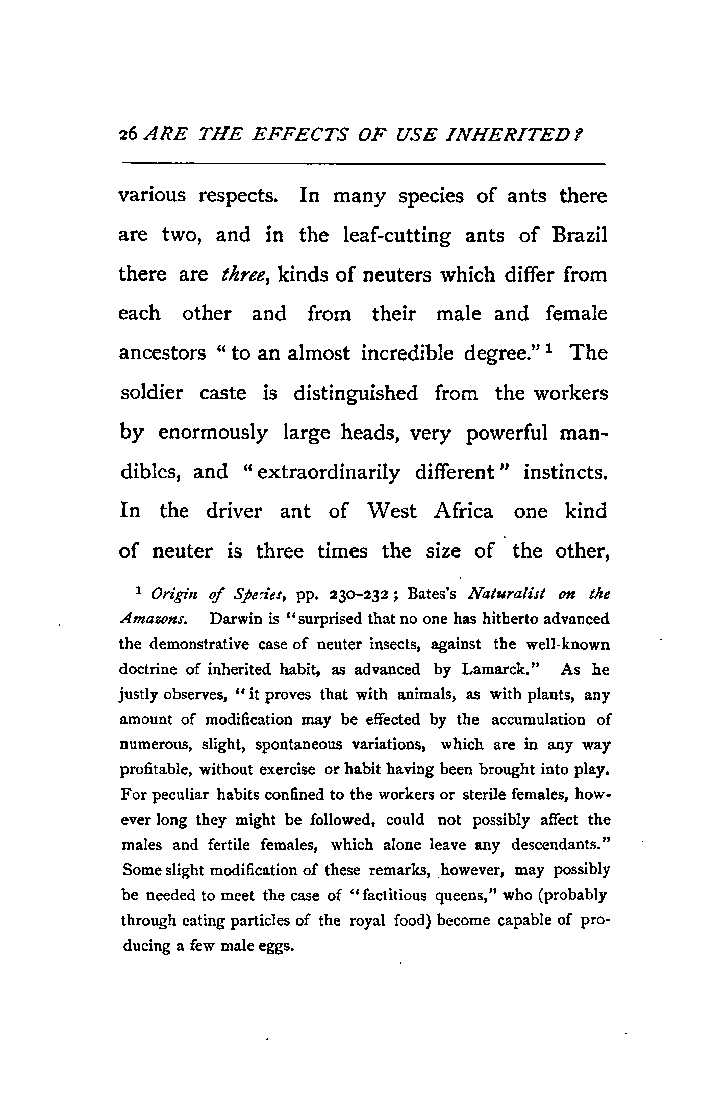 26 ARE THE EFFECTS OF USE INHERITED?
various respects. In many species of ants there
are two, and in the leaf-cutting ants of Brazil
there are three, kinds of neuters which differ from
each other and from their male and female
ancestors “to an almost incredible degree.” ¹ The
soldier caste is distinguished from the workers
by enormously large heads, very powerful man-
dibles, and “extraordinarily different” instincts.
In the driver ant of West Africa one kind
of neuter is three times the size of the other,
¹ Origin of Species, pp. 230-232; Bates's Naturalist on the
Amazons. Darwin is “surprised that no one has hitherto advanced
the demonstrative case of neuter insects, against the well-known
doctrine of inherited habit, as advanced by Lamarck.” As he
justly observes, “it proves that with animals, as with plants, any
amount of modification may be effected by the accumulation of
numerous, slight, spontaneous variations, which are in any way
profitable, without exercise or habit having been brought into play.
For peculiar habits confined to the workers or sterile females, how-
ever long they might be followed, could not possibly affect the
males and fertile females, which alone leave any descendants.”
Some slight modification of these remarks, however, may possibly
be needed to meet the case of “factitious queens,” who (probably
through eating particles of the royal food) become capable of pro-
ducing a few male eggs.